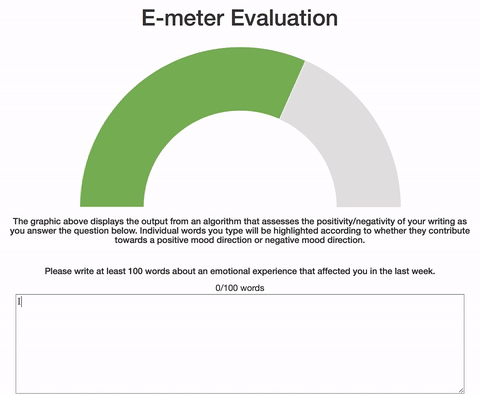 E-meter Evaluation
The graphic above displays the output from an algorithm that assesses the positivity/negativity of your writing as
you answer the question below. Individual words you type will be highlighted according to whether they contribute
towards a positive mood direction or negative mood direction.
Please write at least 100 words about an emotional experience that affected you in the last week.
0/100 words
I